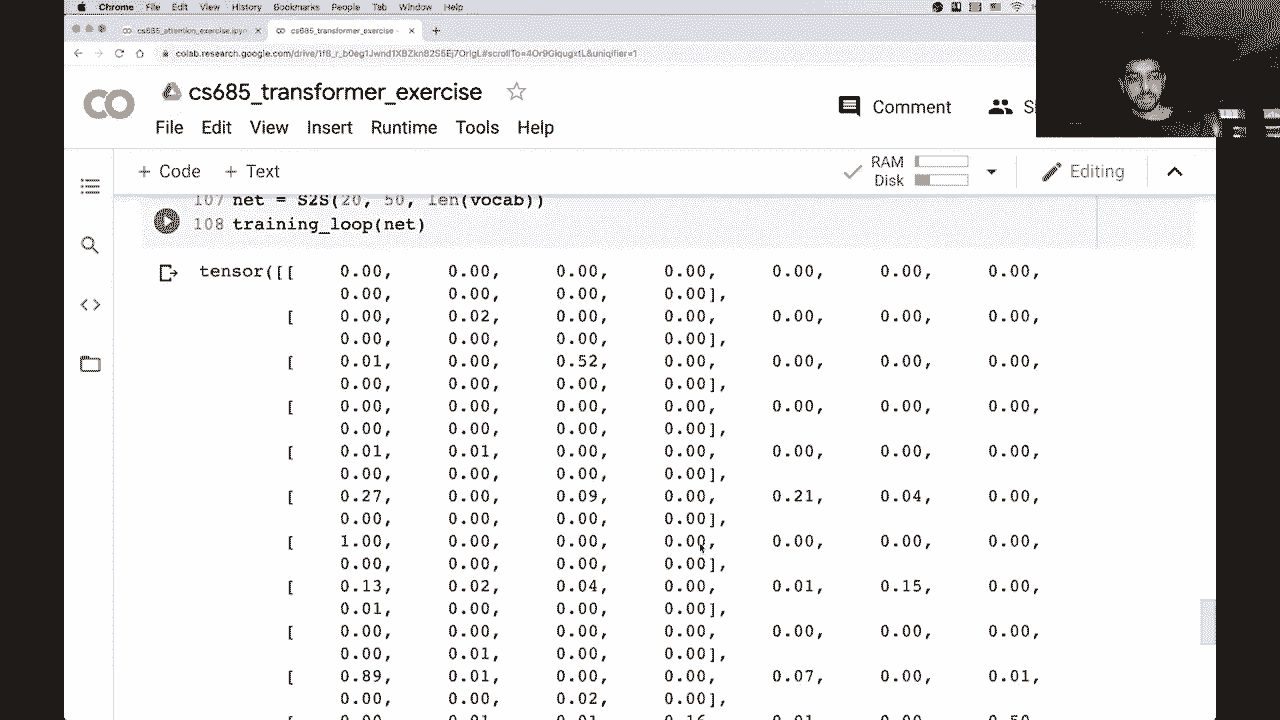 Chrome File Edit View History Bookmarks People Tab Window Help
cs685_attention_exercise.ipyn × cs685_transformer_exercise - × +
colab.research.google.com/drive/1f6_r_b0eg1Jwnd1XBZkn82S5Ej7OrigL#scrollTo=4Or9Giqugx1L&uniqifier=1
CO cs685_transformer_exercise
File Edit View Insert Runtime Tools Help
Comment
+ Code + Text
RAM
Disk
Editing
107 net = S2S(20, 50, len(vocab))
108 training_loop(net)
tensor([[ 0.00, 0.00, 0.00, 0.00, 0.00, 0.00, 0.00,
0.00, 0.00, 0.00, 0.00],
[ 0.00, 0.02, 0.00, 0.00, 0.00, 0.00, 0.00,
0.00, 0.00, 0.00, 0.00],
[ 0.01, 0.00, 0.52, 0.00, 0.00, 0.00, 0.00,
0.00, 0.00, 0.00, 0.00],
[ 0.00, 0.00, 0.00, 0.00, 0.00, 0.00, 0.00,
0.00, 0.00, 0.00, 0.00],
[ 0.01, 0.01, 0.00, 0.00, 0.00, 0.00, 0.00,
0.00, 0.00, 0.00, 0.00],
[ 0.27, 0.00, 0.09, 0.00, 0.21, 0.04, 0.00,
0.00, 0.00, 0.00, 0.00],
[ 1.00, 0.00, 0.00, 0.00, 0.00, 0.00, 0.00,
0.00, 0.00, 0.00, 0.00],
[ 0.13, 0.02, 0.04, 0.00, 0.01, 0.15, 0.00,
0.01, 0.00, 0.00, 0.00],
[ 0.00, 0.00, 0.00, 0.00, 0.00, 0.00, 0.00,
0.00, 0.01, 0.00, 0.00],
[ 0.89, 0.01, 0.00, 0.00, 0.07, 0.00, 0.01,
0.00, 0.00, 0.02, 0.00],